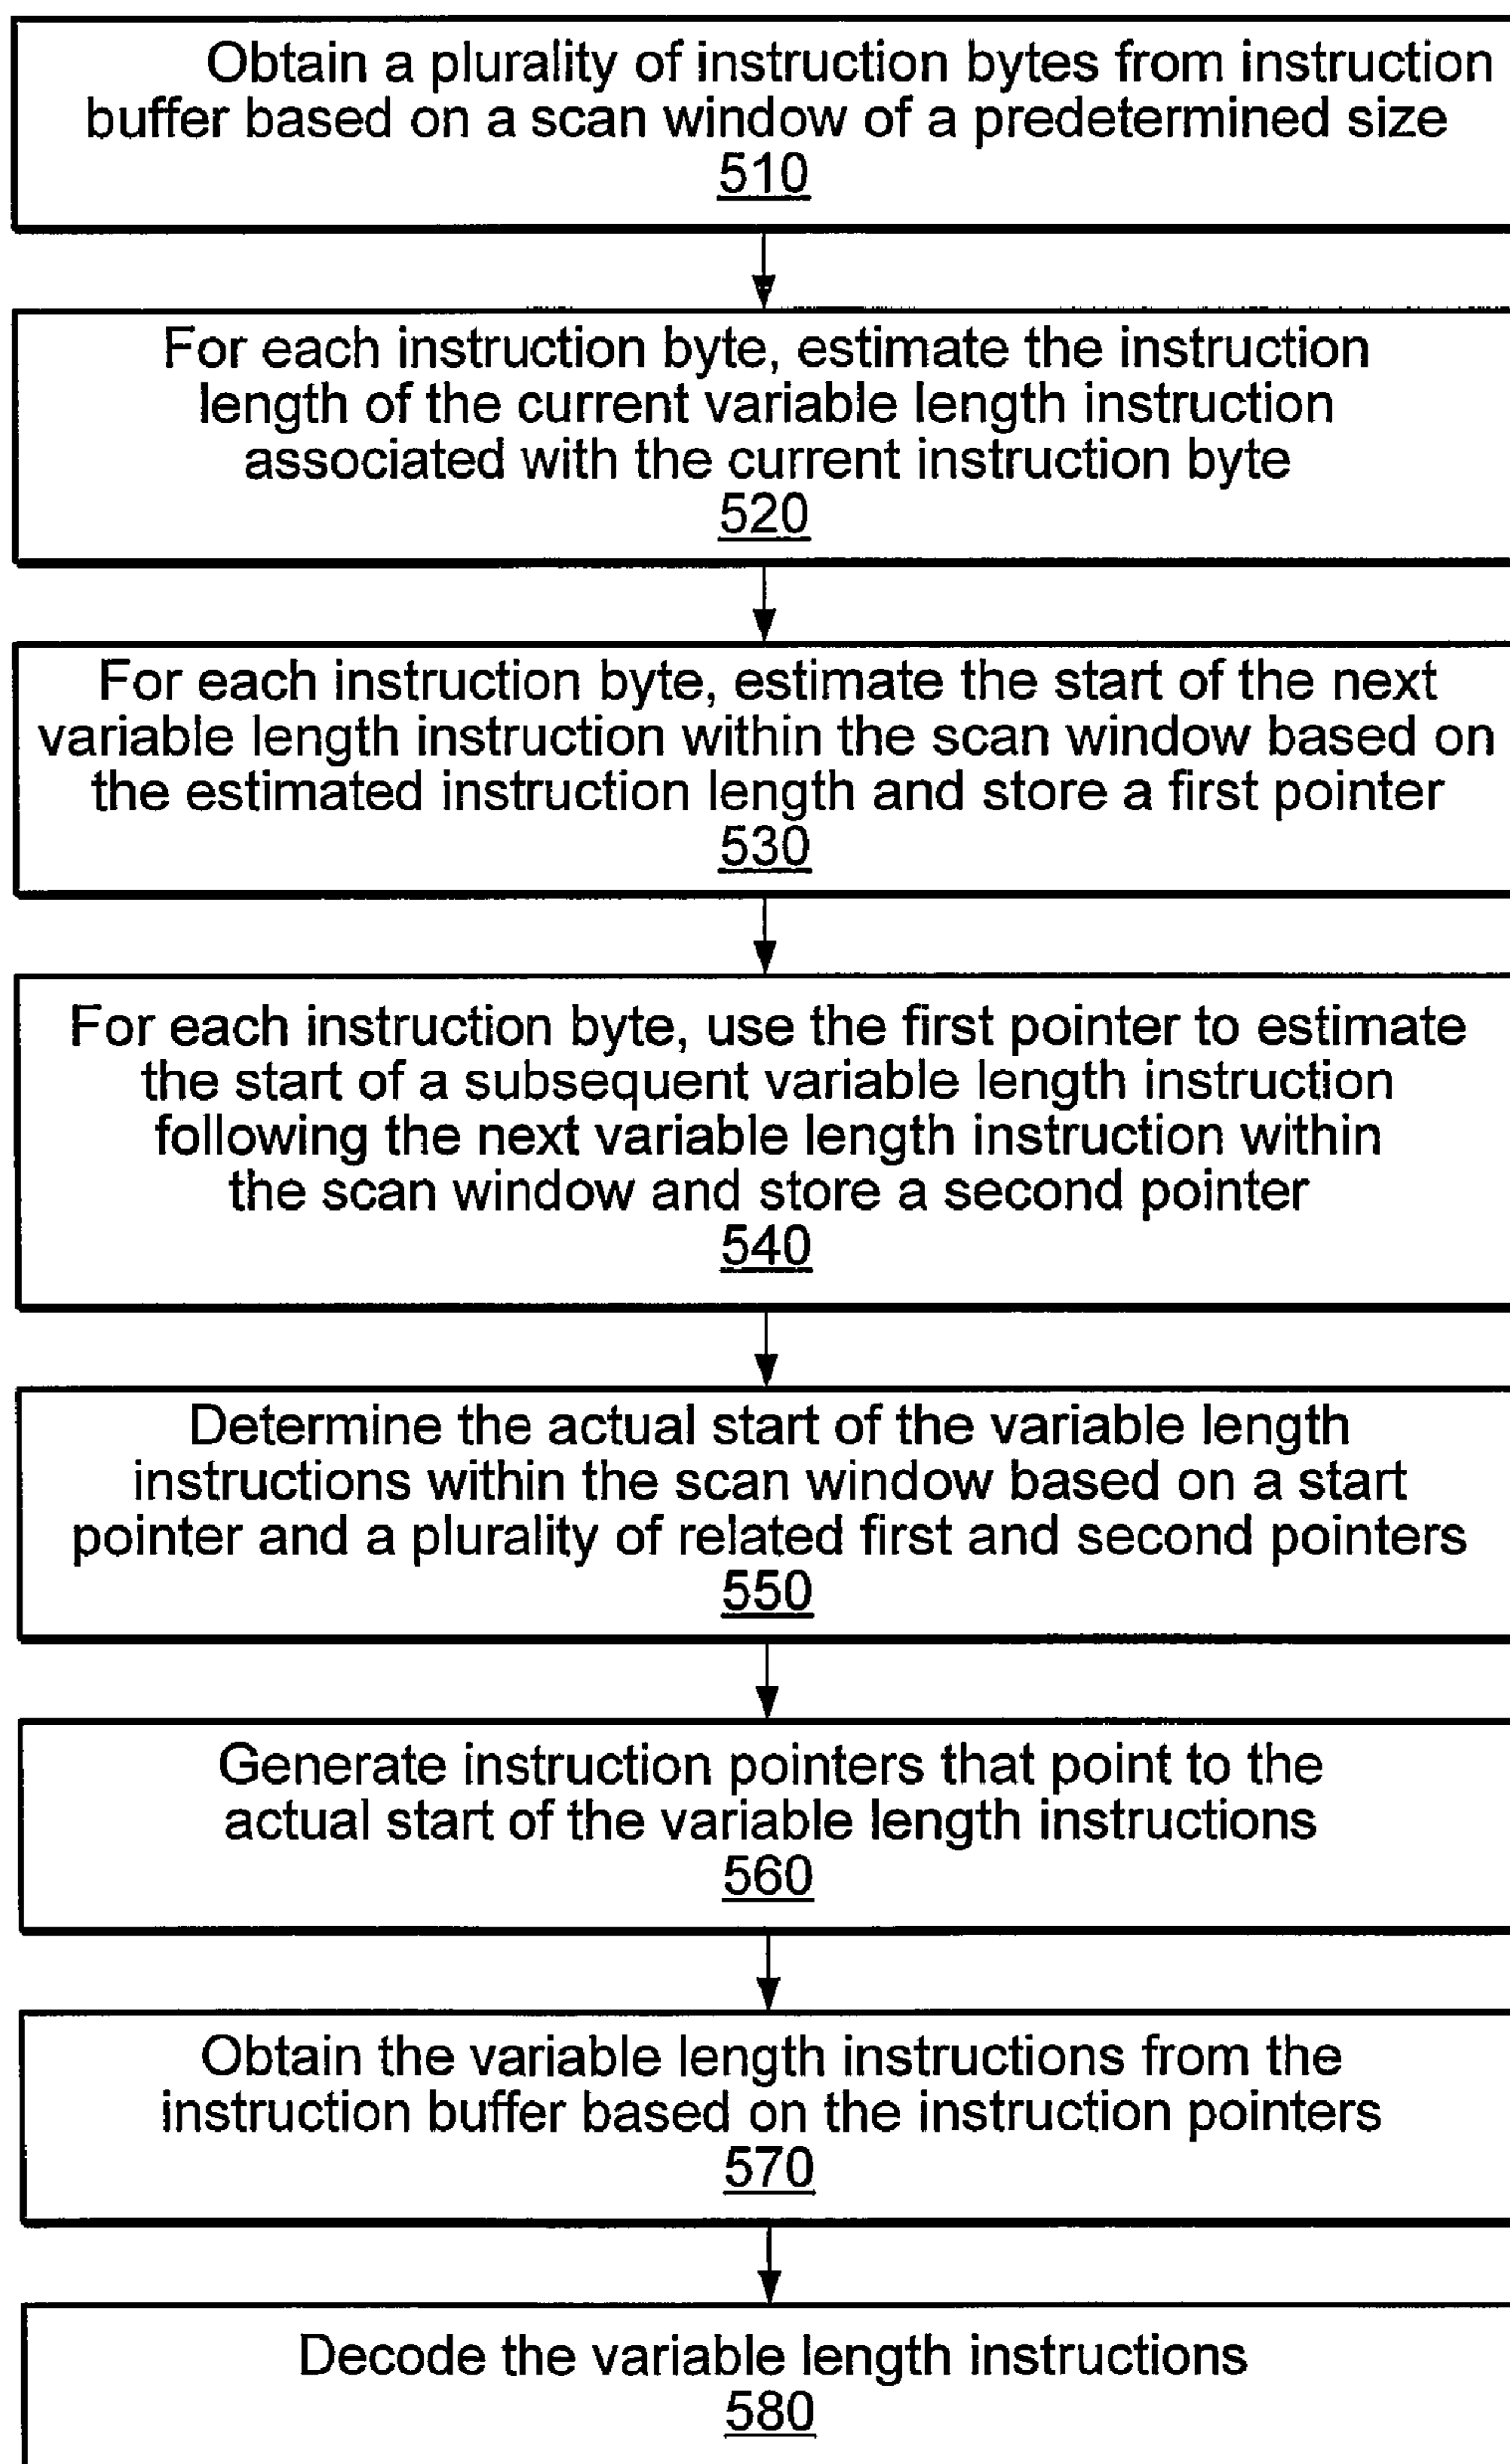 Obtain a plurality of instruction bytes from instruction
buffer based on a scan window of a predetermined size
510
For each instruction byte, estimate the instruction
length of the current variable length instruction
associated with the current instruction byte
520
For each instruction byte, estimate the start of the next
variable length instruction within the scan window based on
the estimated instruction length and store a first pointer
530
For each instruction byte, use the first pointer to estimate
the start of a subsequent variable length instruction
following the next variable length instruction within
the scan window and store a second pointer
540
Determine the actual start of the variable length
instructions within the scan window based on a start
pointer and a plurality of related first and second pointers
550
Generate instruction pointers that point to the
actual start of the variable length instructions
560
Obtain the variable length instructions from the
instruction buffer based on the instruction pointers
570
Decode the variable length instructions
580